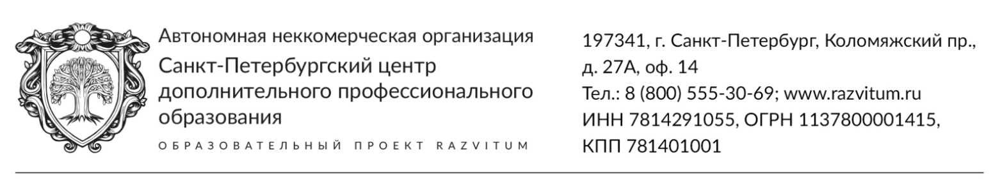 Автономная неккомерческая организация
Санкт-Петербургский центр
дополнительного профессионального
образования
ОБРАЗОВАТЕЛЬНЫЙ ПРОЕКТ RAZVITUM
197341, г. Санкт-Петербург, Коломяжский пр.,
д. 27А, оф. 14
Тел.: 8 (800) 555-30-69; www.razvitum.ru
ИНН 7814291055, ОГРН 1137800001415,
КПП 781401001